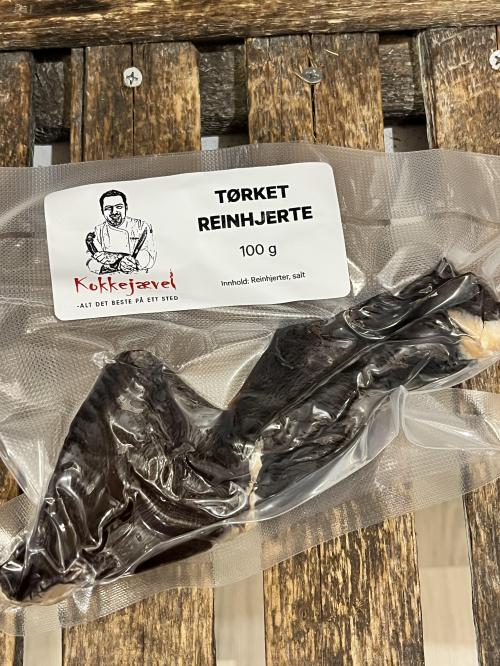 TØRKET
REINHJERTE
100 g
Innhold: Reinhjerter, salt
Kokkejævel
-ALT DET BESTE PÅ ETT STED